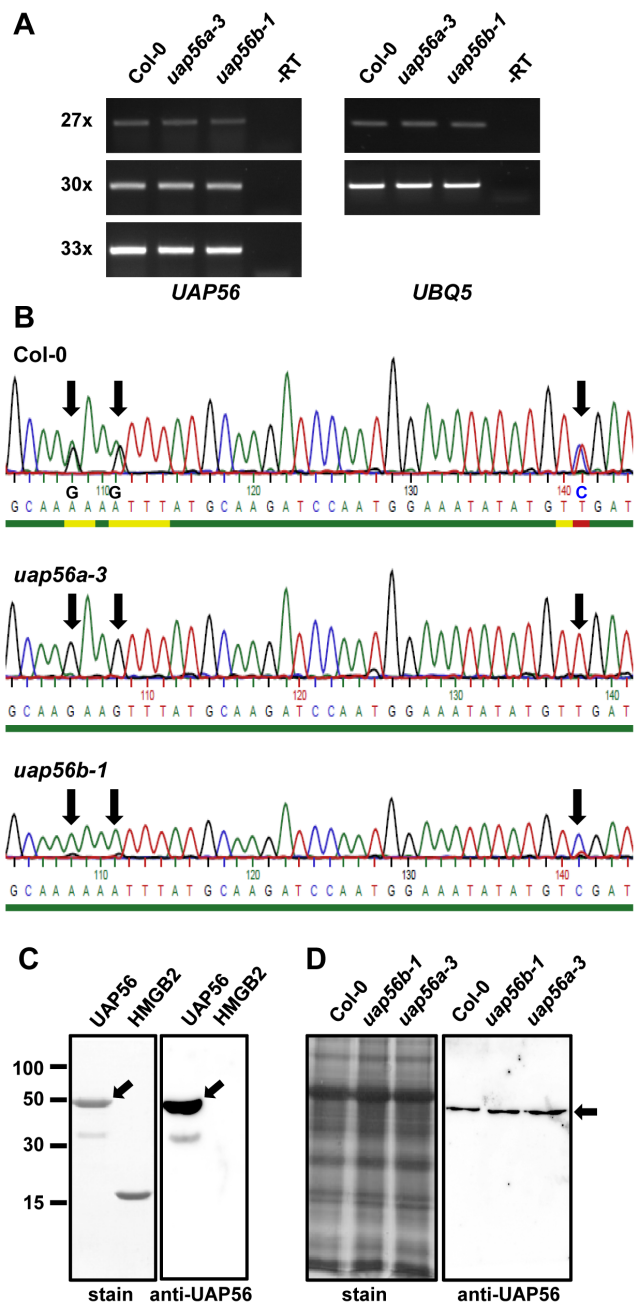 A
Col-0 uap56a-3 uap56b-1 -RT Col-0 uap56a-3 uap56b-1 -RT
27x
30x
33x
UAP56 UBQ5
B
Col-0
G 110 G 120 130 140 C
G C A A A A A A T T T A T G C A A G A T C C A A T G G A A A T A T A T G T T G A T
uap56a-3
110 120 130 140
G C A A G A A G T T T A T G C A A G A T C C A A T G G A A A T A T A T G T T G A T
uap56b-1
110 120 130 140
G C A A A A A A T T T A T G C A A G A T C C A A T G G A A A T A T A T G T C G A T
C D
UAP56 HMGB2 UAP56 HMGB2 Col-0 uap56b-1 uap56a-3 Col-0 uap56b-1 uap56a-3
100
50
30
15
stain anti-UAP56 stain anti-UAP56